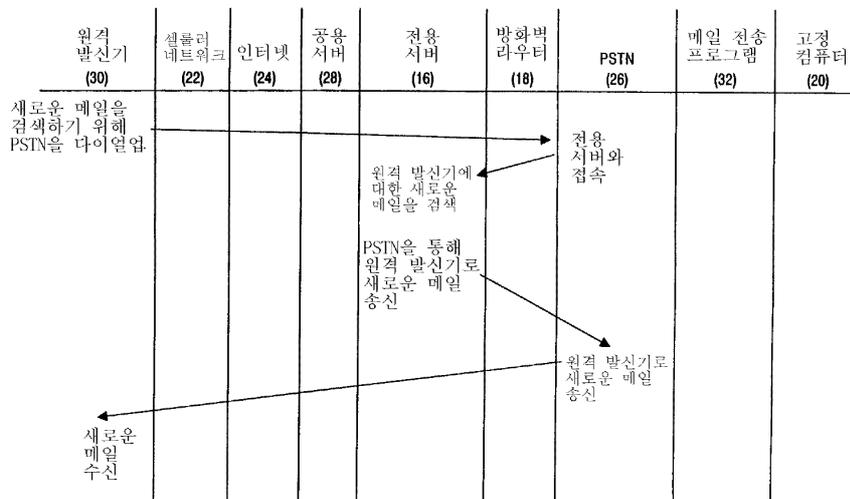 원격
발신기
(30)
셀룰러
네트워크
(22)
인터넷
(24)
공용
서버
(28)
전용
서버
(16)
방화벽
라우터
(18)
PSTN
(26)
메일 전송
프로그램
(32)
고정
컴퓨터
(20)
새로운 메일을
검색하기 위해
PSTN을 다이얼업
전용
서버와
접속
원격 발신기에
대한 새로운
메일을 검색
PSTN을 통해
원격 발신기로
새로운 메일
송신
원격 발신기로
새로운 메일
송신
새로운
메일
수신